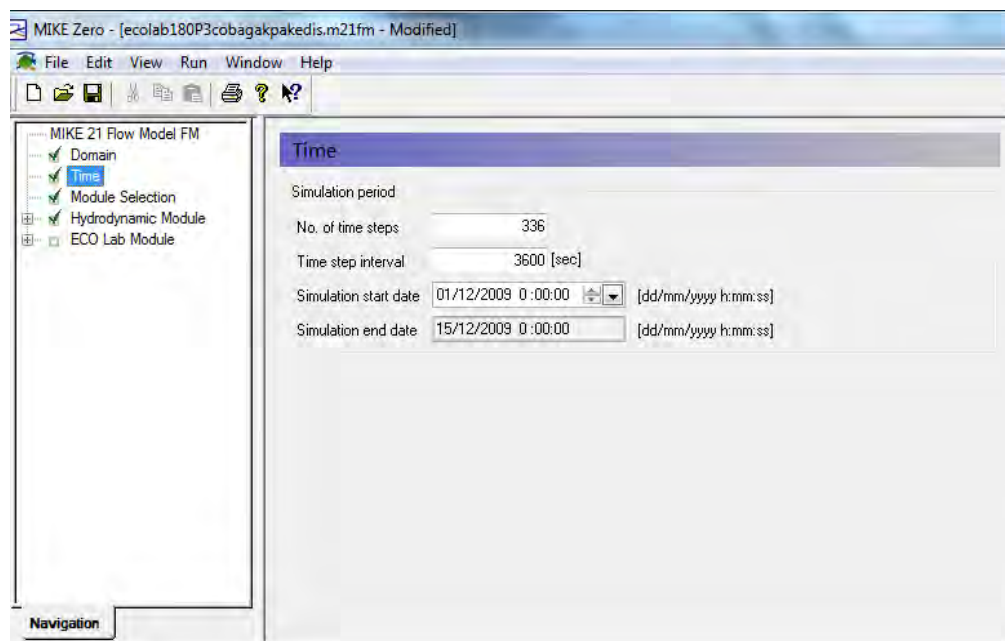 MIKE Zero - [ecolab180P3cobagakpakedis.m21fm - Modified]
File Edit View Run Window Help
MIKE 21 Flow Model FM
Domain
Time
Module Selection
Hydrodynamic Module
ECO Lab Module
Navigation
Time
Simulation period
No. of time steps 336
Time step interval 3600 [sec]
Simulation start date 01/12/2009 0:00:00 [dd/mm/yyyy h:mm:ss]
Simulation end date 15/12/2009 0:00:00 [dd/mm/yyyy h:mm:ss]